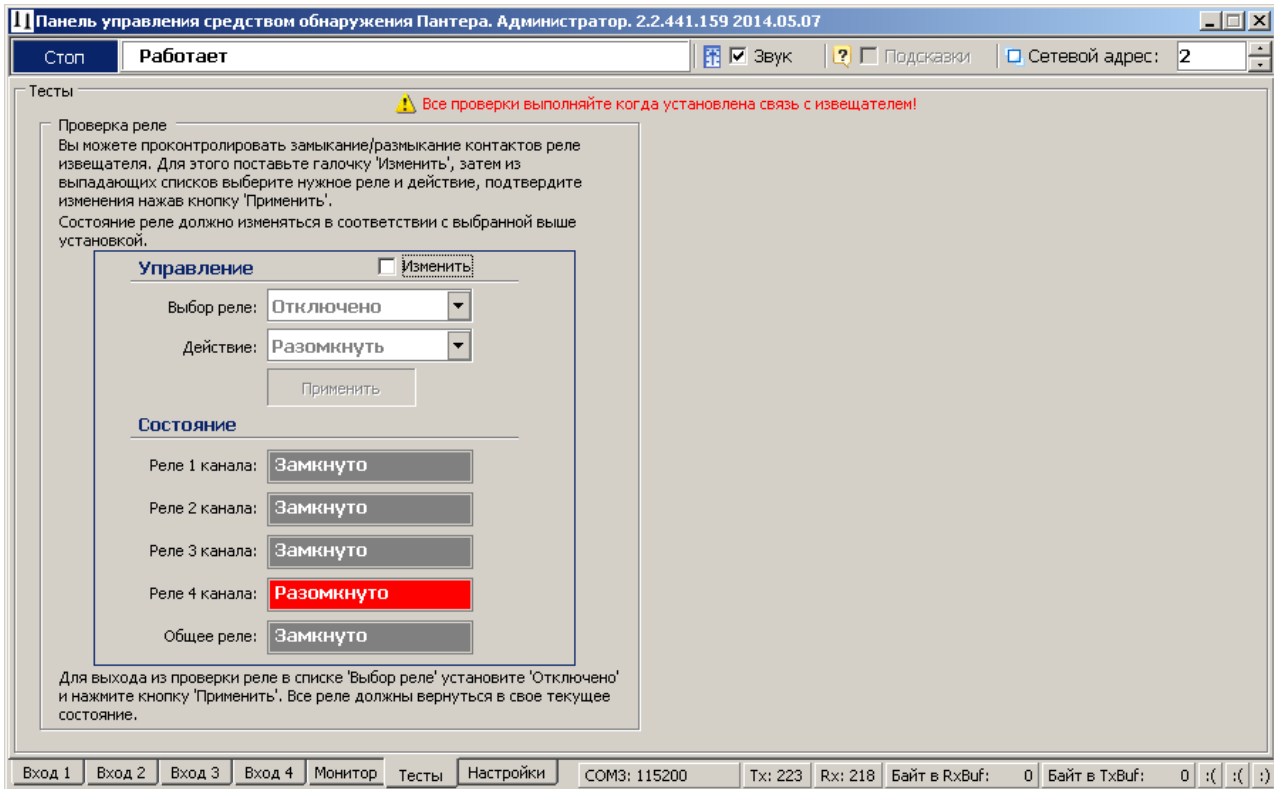 Панель управления средством обнаружения Пантера. Администратор. 2.2.441.159 2014.05.07
Стоп Работает Звук Подсказки Сетевой адрес: 2
Тесты
Все проверки выполняйте когда установлена связь с извещателем!
Проверка реле
Вы можете проконтролировать замыкание/размыкание контактов реле
извещателя. Для этого поставьте галочку 'Изменить', затем из
выпадающих списков выберите нужное реле и действие, подтвердите
изменения нажав кнопку 'Применить'.
Состояние реле должно изменяться в соответствии с выбранной выше
установкой.
Управление Изменить
Выбор реле: Отключено
Действие: Разомкнуть
Применить
Состояние
Реле 1 канала: Замкнуто
Реле 2 канала: Замкнуто
Реле 3 канала: Замкнуто
Реле 4 канала: Разомкнуто
Общее реле: Замкнуто
Для выхода из проверки реле в списке 'Выбор реле' установите 'Отключено'
и нажмите кнопку 'Применить'. Все реле должны вернуться в свое текущее
состояние.
Вход 1 Вход 2 Вход 3 Вход 4 Монитор Тесты Настройки COM3: 115200 Tx: 223 Rx: 218 Байт в RxBuf: 0 Байт в TxBuf: 0 :( :( :)